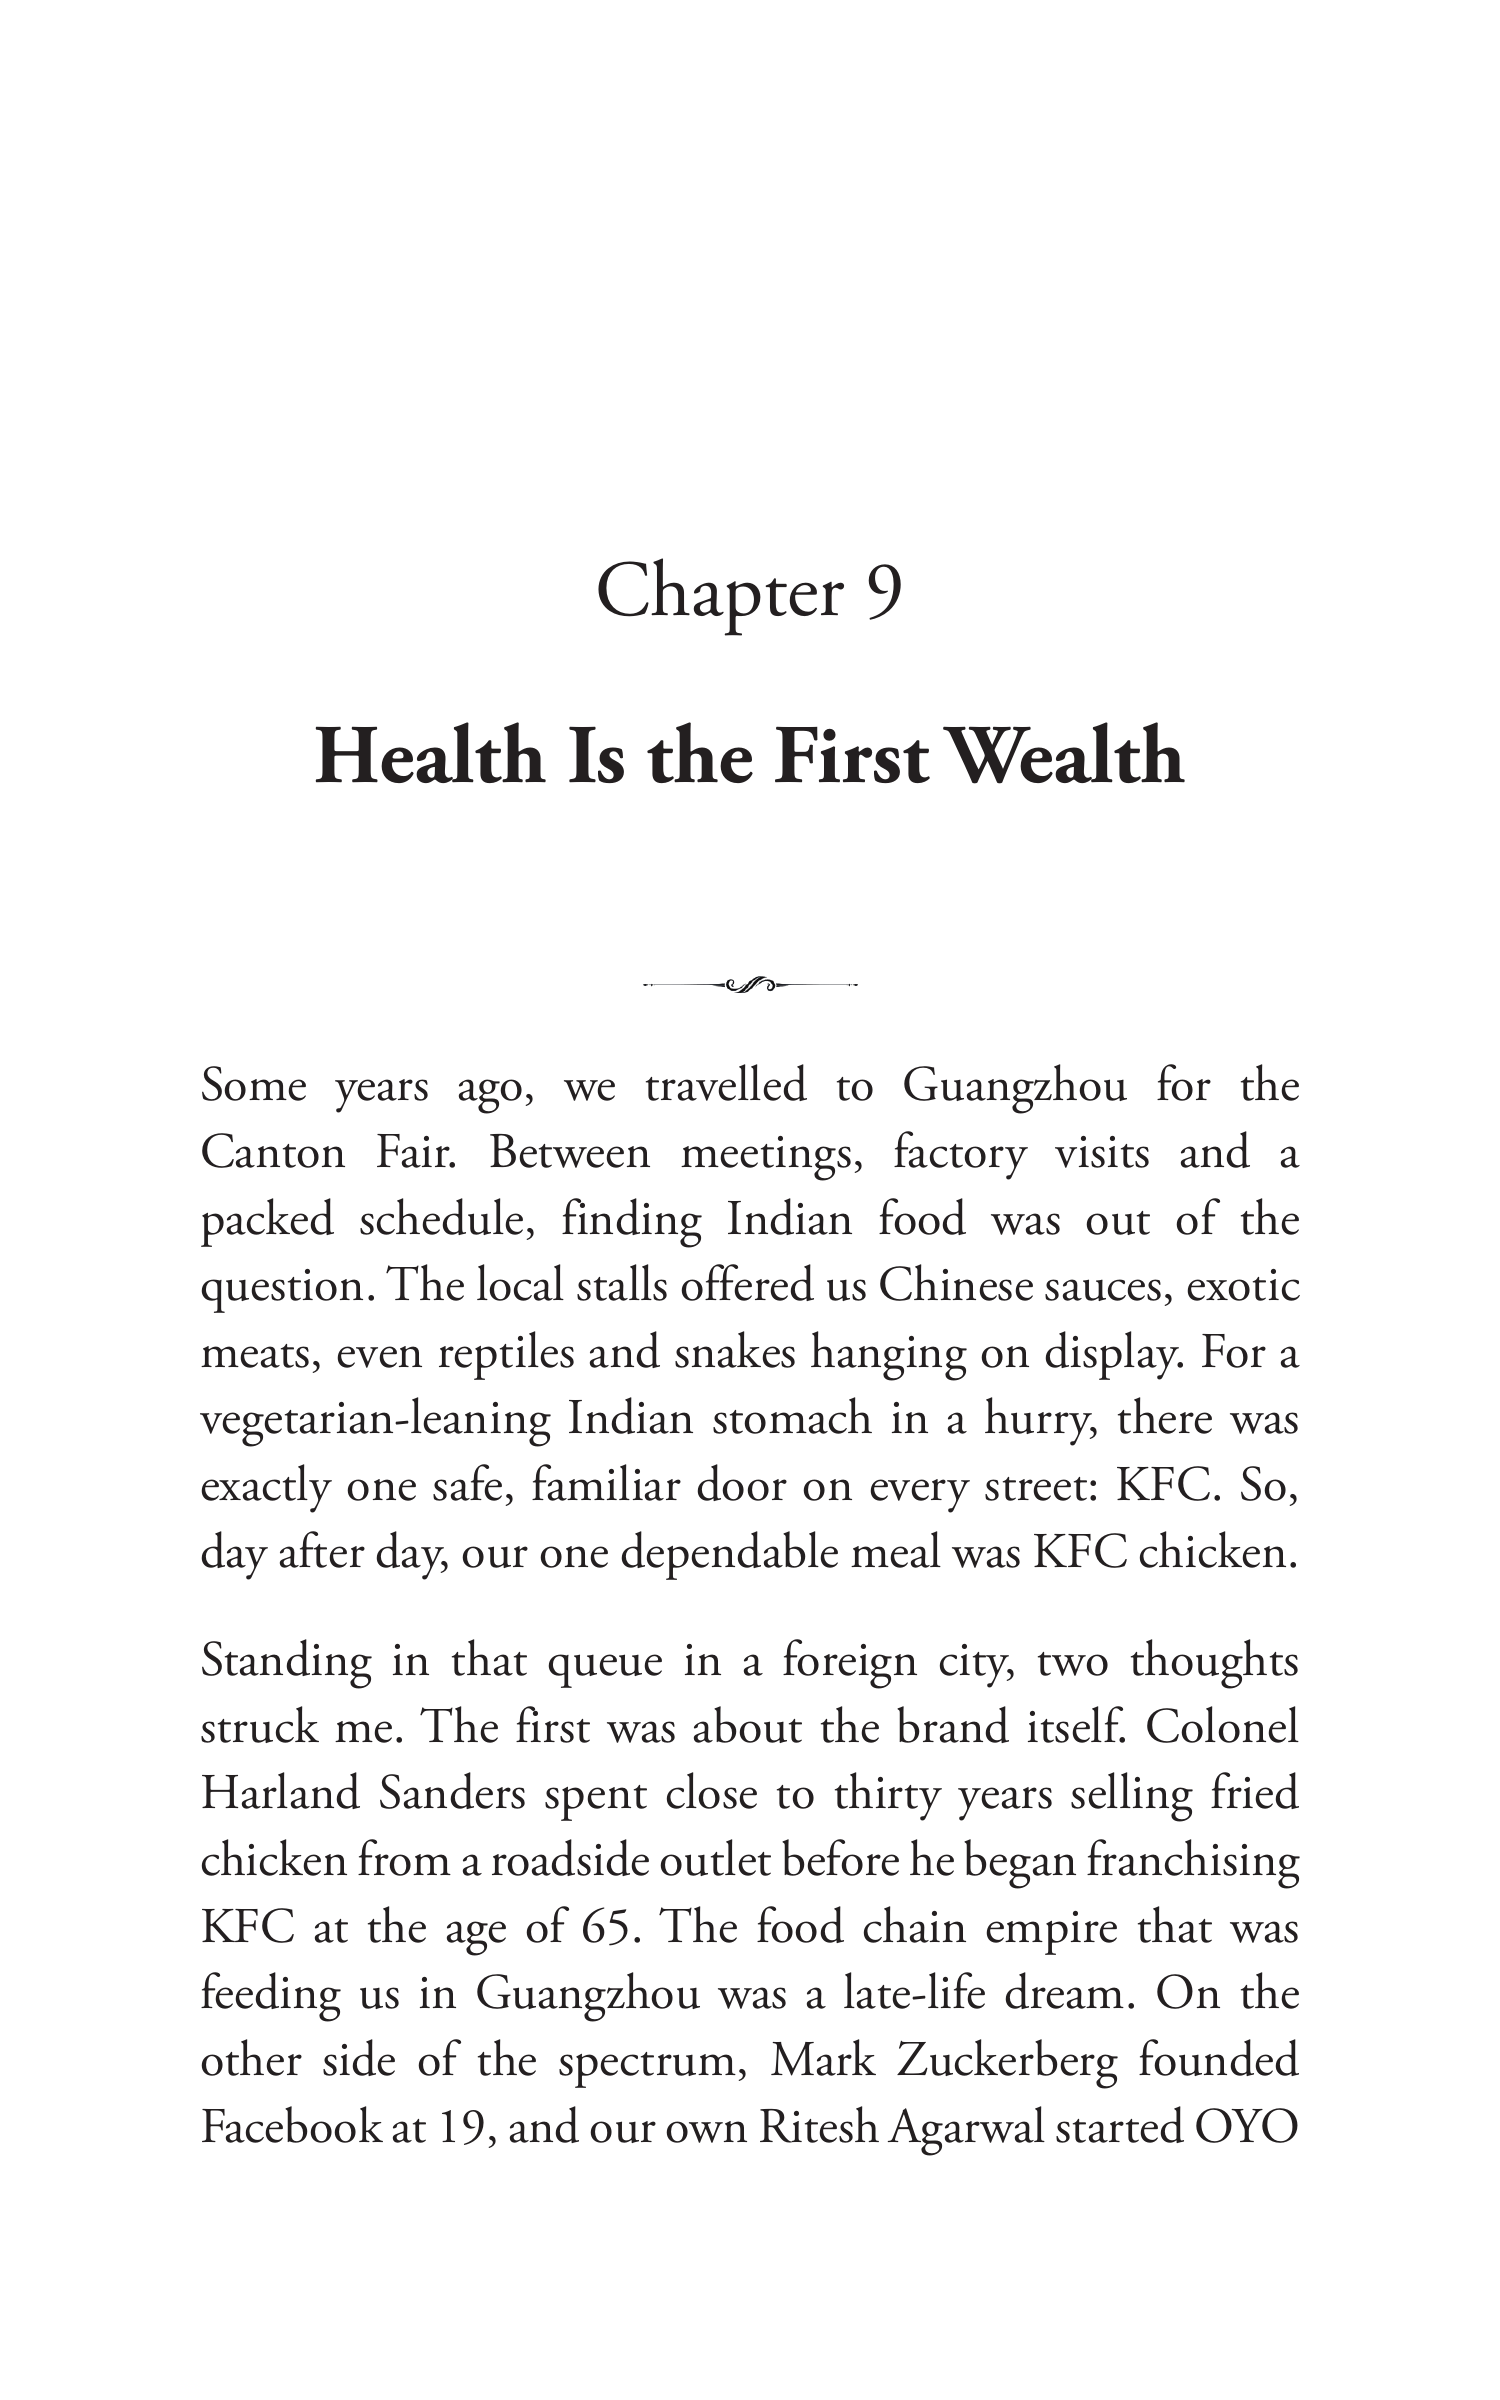 Chapter 9
Health Is the First Wealth
Some years ago, we travelled to Guangzhou for the
Canton Fair. Between meetings, factory visits and a
packed schedule, finding Indian food was out of the
question. The local stalls offered us Chinese sauces, exotic
meats, even reptiles and snakes hanging on display. For a
vegetarian-leaning Indian stomach in a hurry, there was
exactly one safe, familiar door on every street: KFC. So,
day after day, our one dependable meal was KFC chicken.
Standing in that queue in a foreign city, two thoughts
struck me. The first was about the brand itself. Colonel
Harland Sanders spent close to thirty years selling fried
chicken from a roadside outlet before he began franchising
KFC at the age of 65. The food chain empire that was
feeding us in Guangzhou was a late-life dream. On the
other side of the spectrum, Mark Zuckerberg founded
Facebook at 19, and our own Ritesh Agarwal started OYO